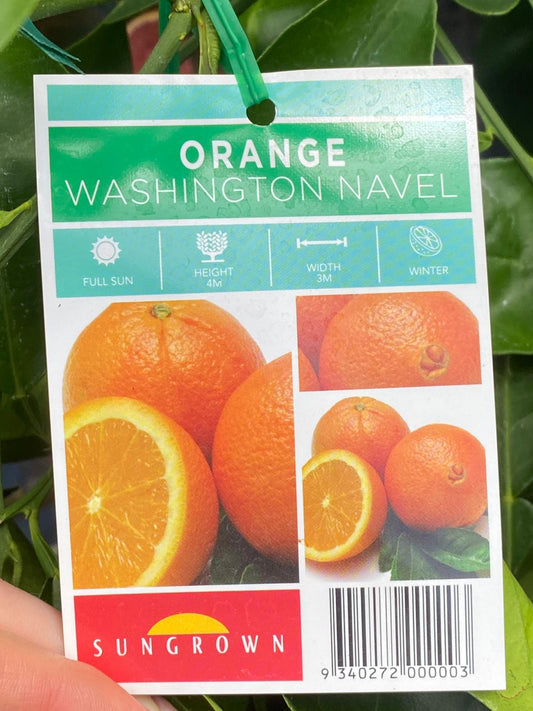 ORANGE
WASHINGTON NAVEL
FULL SUN
HEIGHT
4M
WIDTH
3M
WINTER
SUNGROWN
9 340272 000003